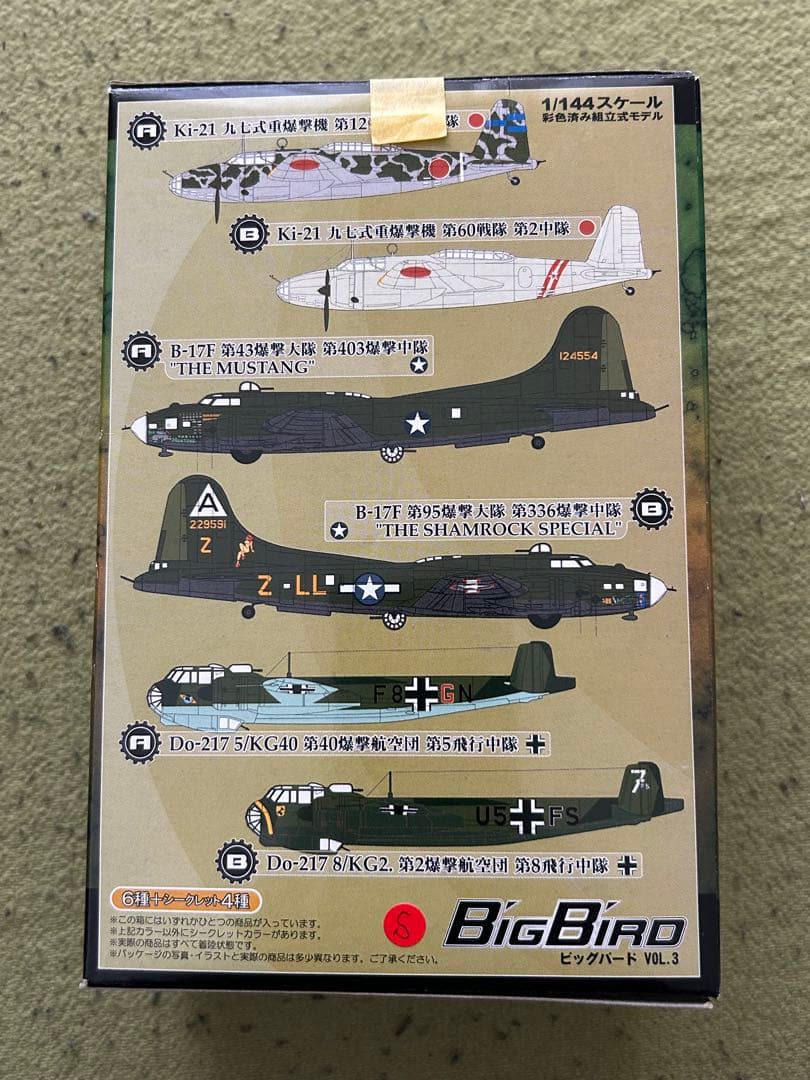 1/144スケール
彩色済み組立式モデル
A Ki-21 九七式重爆撃機 第12 隊
B Ki-21 九七式重爆撃機 第60戦隊 第2中隊
A B-17F 第43爆撃大隊 第403爆撃中隊
"THE MUSTANG"
124554
A
229591
Z
Z LL
B-17F 第95爆撃大隊 第336爆撃中隊 B
"THE SHAMROCK SPECIAL"
F8 GN
A Do-217 5/KG40 第40爆撃航空団 第5飛行中隊
7
U5 FS
B Do-217 8/KG2. 第2爆撃航空団 第8飛行中隊
6種+シークレット4種
※この箱にはいずれかひとつの商品が入っています。
※上記カラー以外にシークレットカラーがあります。
※実際の商品はすべて着陸状態です。
※パッケージの写真・イラストと実際の商品は多少異なります。ご了承ください。
S
BIGBIRD
ビッグバード VOL.3